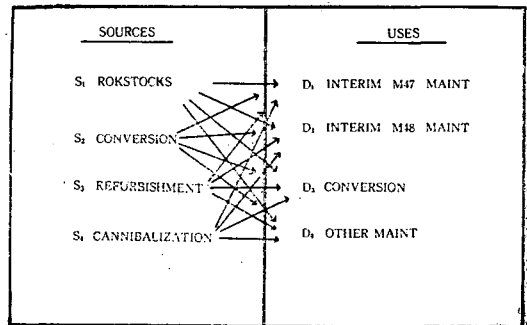 SOURCES
S₁ ROKSTOCKS
S₂ CONVERSION
S₃ REFURBISHMENT
S₄ CANNIBALIZATION
USES
D₁ INTERIM M47 MAINT
D₂ INTERIM M48 MAINT
D₃ CONVERSION
D₄ OTHER MAINT